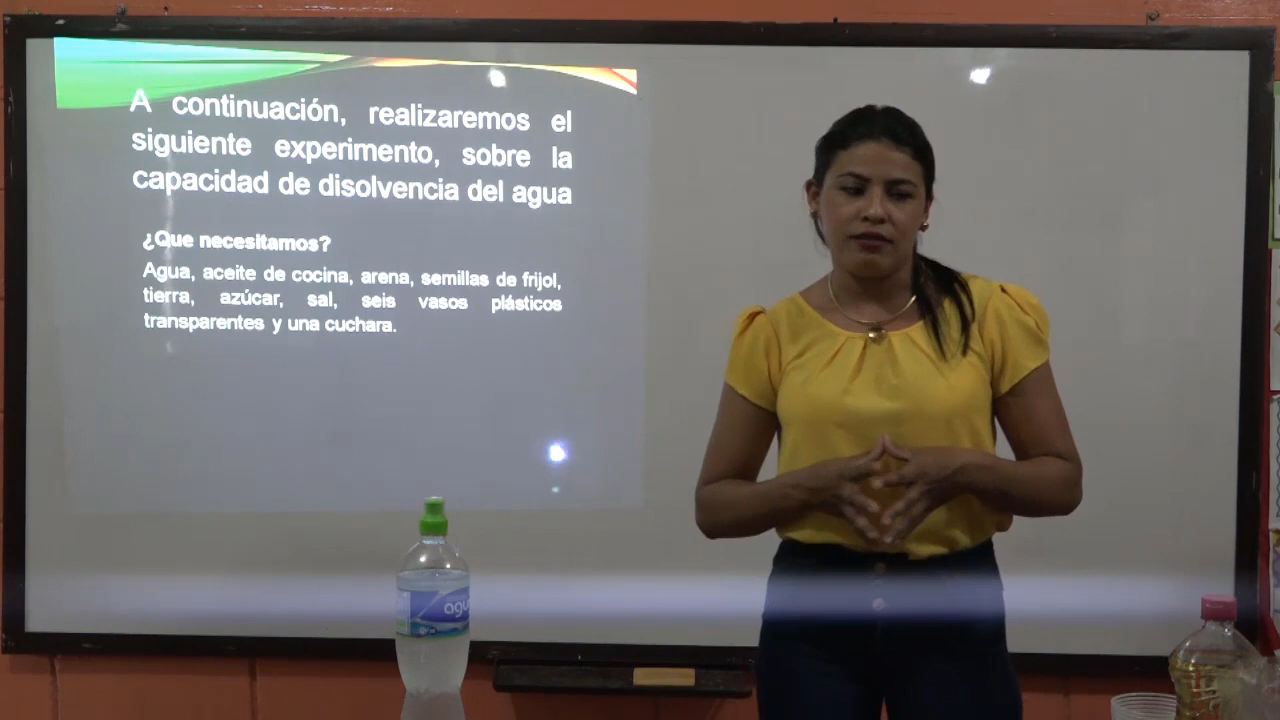 A continuación, realizaremos el
siguiente experimento, sobre la
capacidad de disolvencia del agua
¿Que necesitamos?
Agua, aceite de cocina, arena, semillas de frijol,
tierra, azúcar, sal, seis vasos plásticos
transparentes y una cuchara.